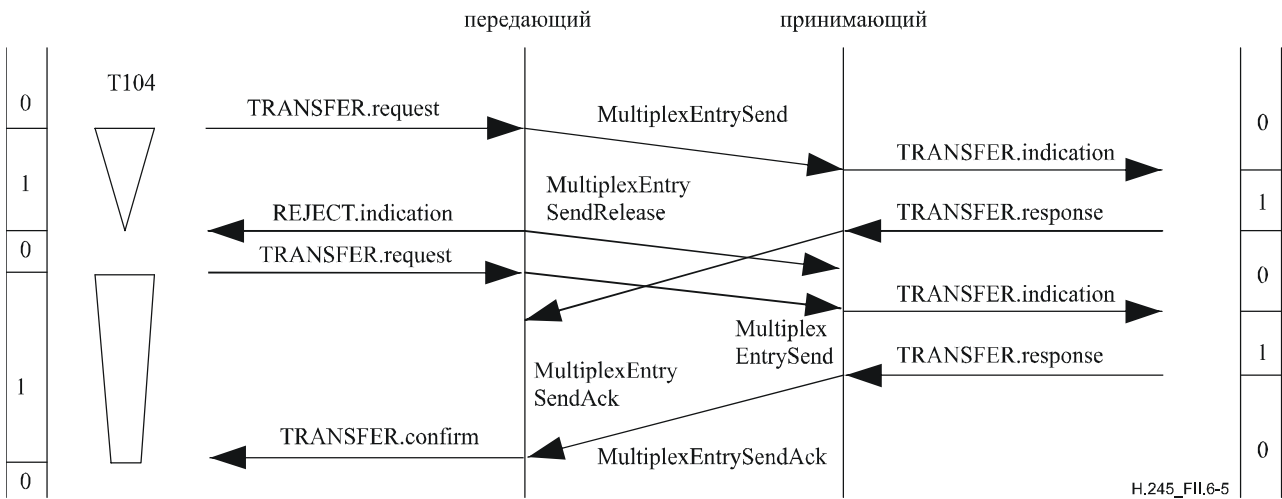 передающий
принимающий
T104
0
TRANSFER.request
MultiplexEntrySend
0
TRANSFER.indication
1
MultiplexEntry
SendRelease
1
REJECT.indication
TRANSFER.response
0
TRANSFER.request
0
TRANSFER.indication
Multiplex
EntrySend
1
TRANSFER.response
1
MultiplexEntry
SendAck
TRANSFER.confirm
MultiplexEntrySendAck
0
0
H.245_FII.6-5